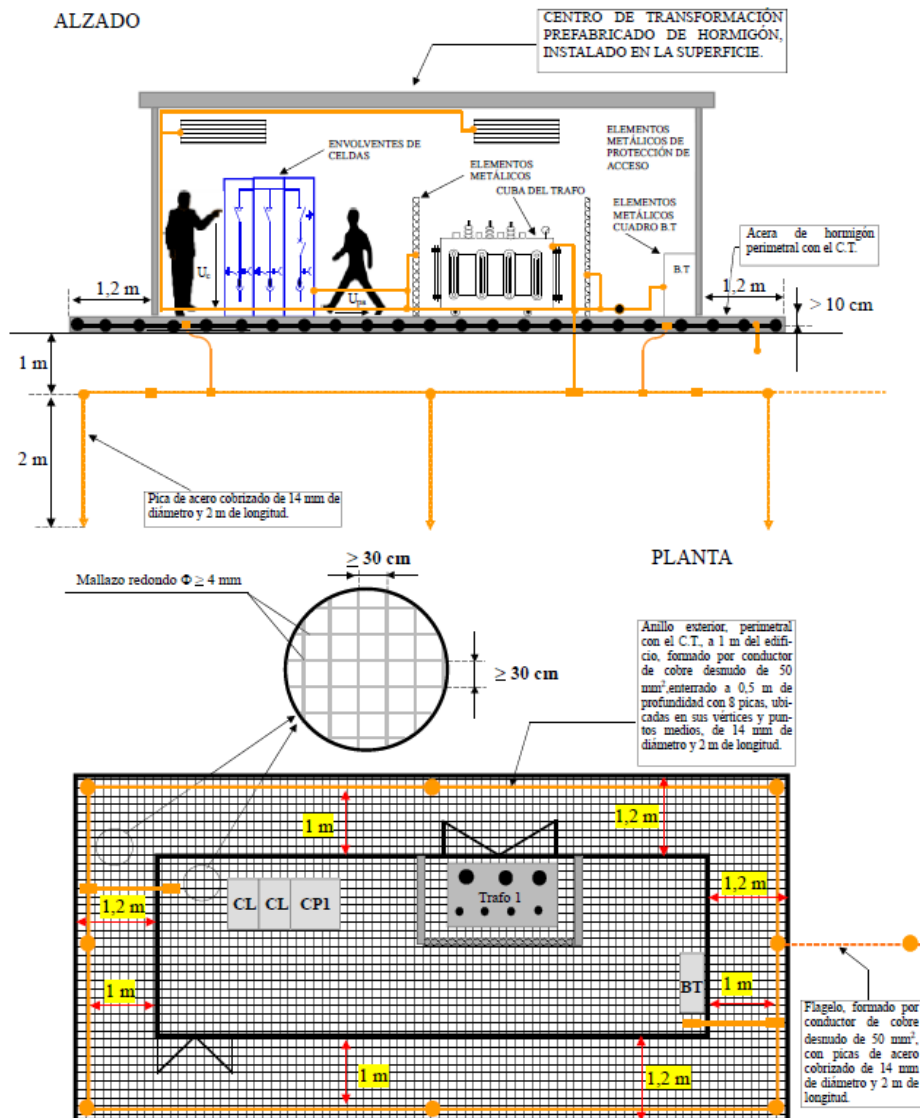 ALZADO
CENTRO DE TRANSFORMACIÓN
PREFABRICADO DE HORMIGÓN,
INSTALADO EN LA SUPERFICIE.
ENVOLVENTES DE
CELDAS
ELEMENTOS
METÁLICOS
CUBA DEL TRAFO
ELEMENTOS
METÁLICOS DE
PROTECCIÓN DE
ACCESO
ELEMENTOS
METÁLICOS
CUADRO B.T
Acera de hormigón
perimetral con el C.T.
B.T
Uc
Upa
1,2 m
1,2 m
> 10 cm
1 m
2 m
Pica de acero cobrizado de 14 mm de
diámetro y 2 m de longitud.
PLANTA
≥ 30 cm
Mallazo redondo Φ ≥ 4 mm
≥ 30 cm
Anillo exterior, perimetral
con el C.T., a 1 m del edifi-
cio, formado por conductor
de cobre desnudo de 50
mm²,enterrado a 0,5 m de
profundidad con 8 picas, ubi-
cadas en sus vértices y pun-
tos medios, de 14 mm de
diámetro y 2 m de longitud.
1 m
1,2 m
CL CL CP1
Trafo 1
1,2 m
1,2 m
BT
1 m
1 m
1 m
1,2 m
Flagelo, formado por
conductor de cobre
desnudo de 50 mm²,
con picas de acero
cobrizado de 14 mm
de diámetro y 2 m de
longitud.